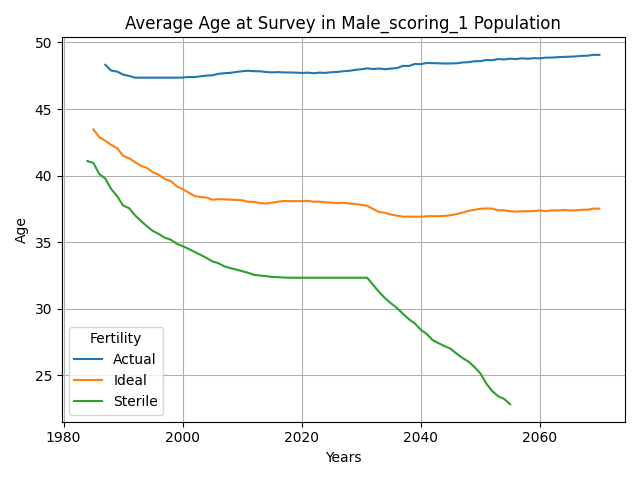 Average Age at Survey in Male_scoring_1 Population
50
45
40
35
30
25
Age
Fertility
Actual
Ideal
Sterile
1980 2000 2020 2040 2060
Years